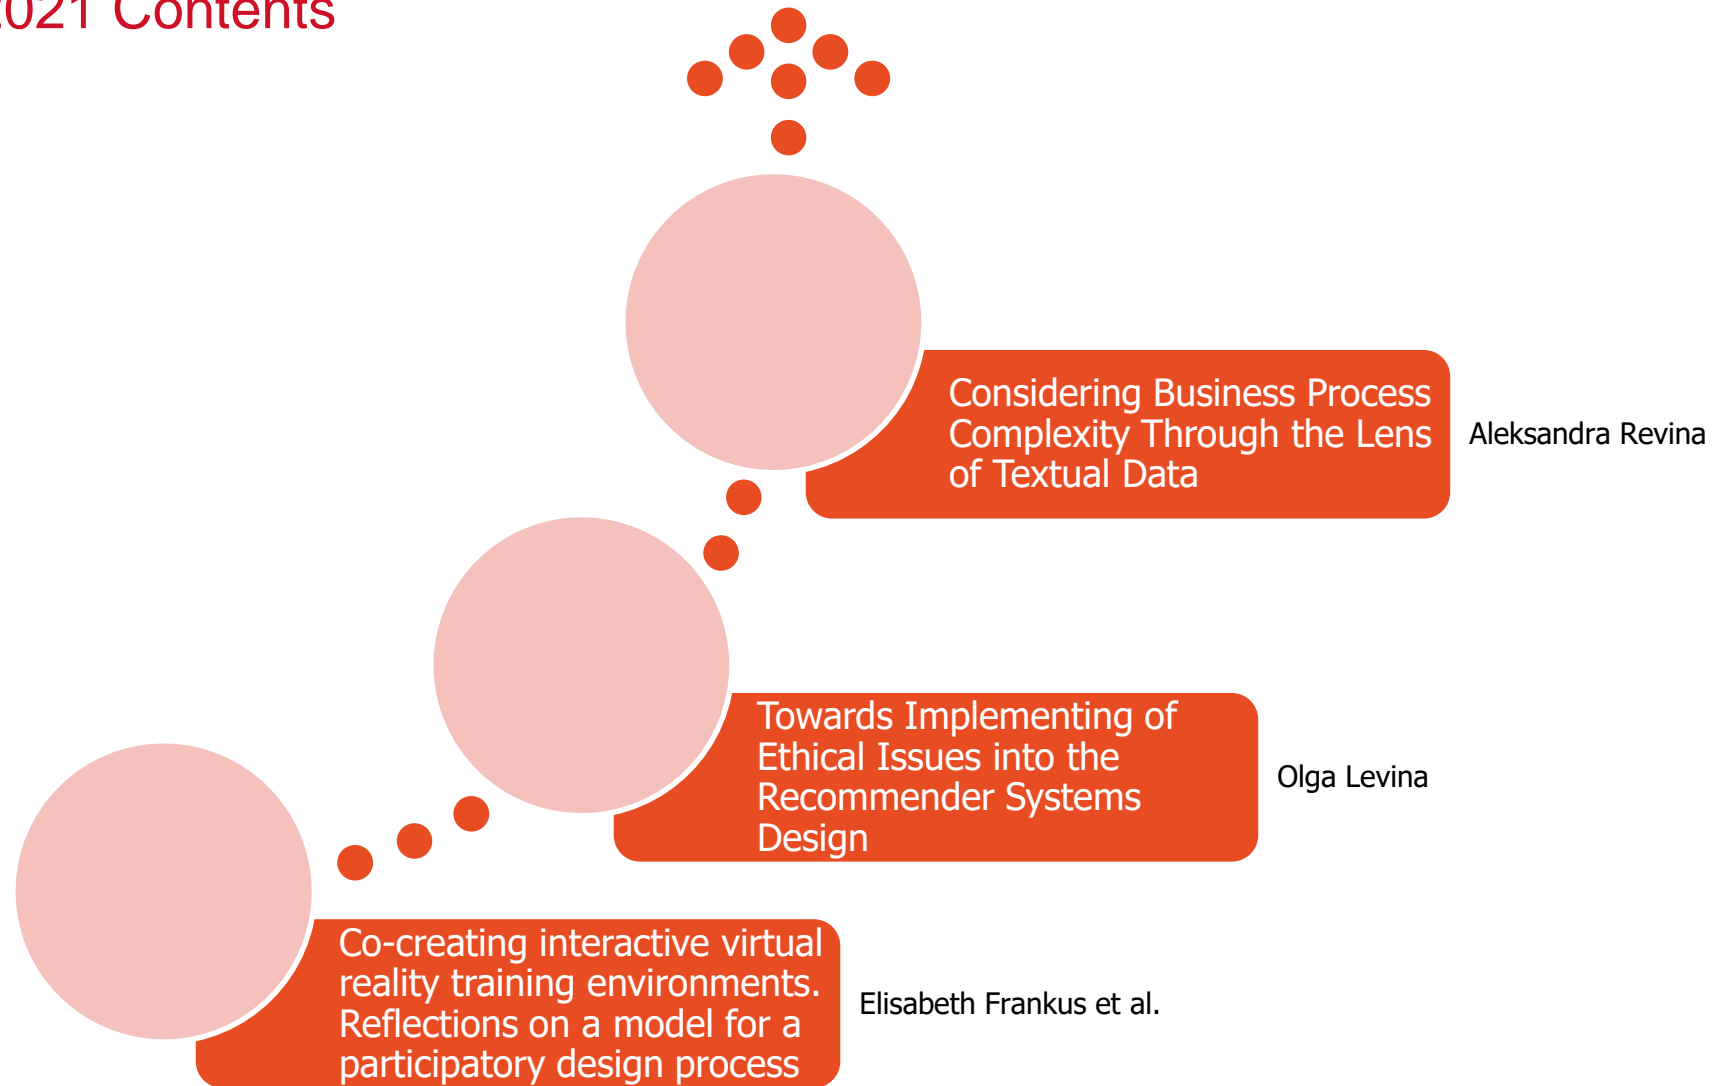 2021 Contents
Considering Business Process
Complexity Through the Lens
of Textual Data
Aleksandra Revina
Towards Implementing of
Ethical Issues into the
Recommender Systems
Design
Olga Levina
Co-creating interactive virtual
reality training environments.
Reflections on a model for a
participatory design process
Elisabeth Frankus et al.